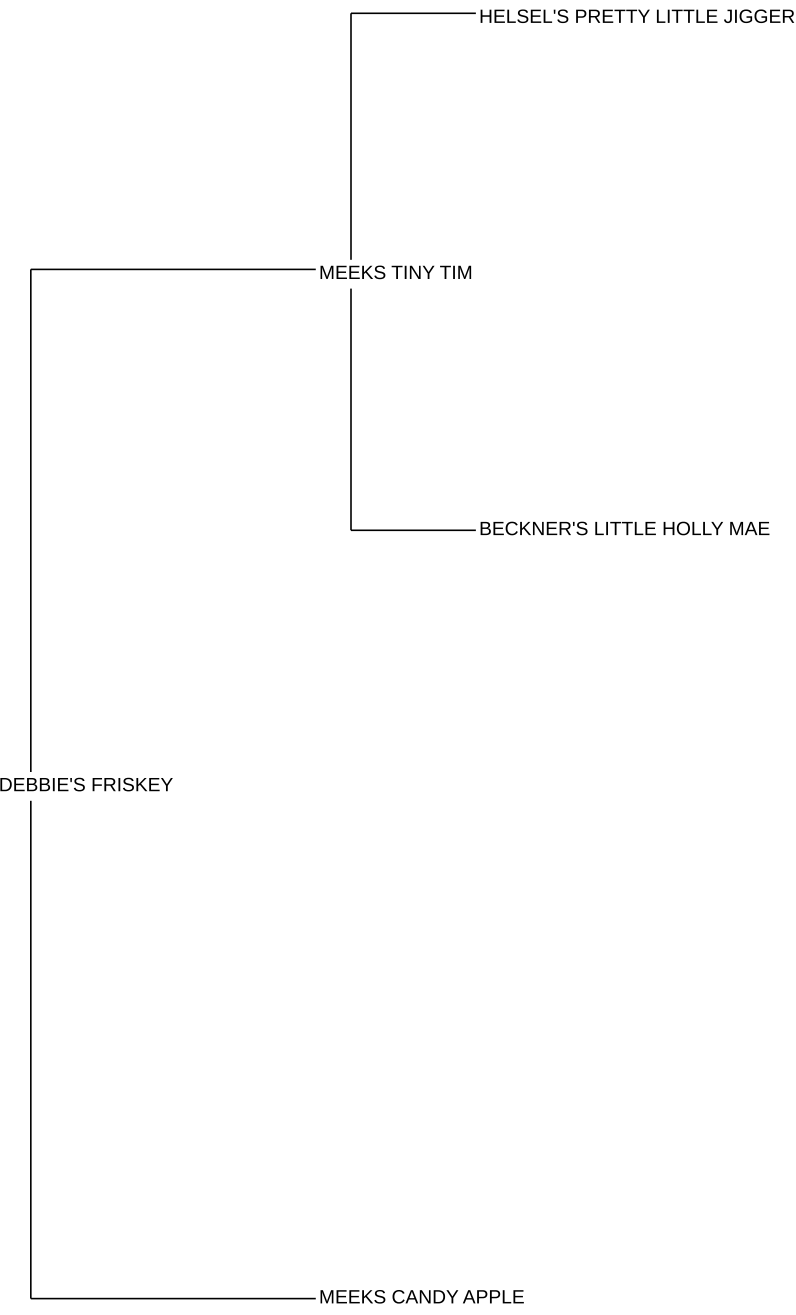 HELSEL'S PRETTY LITTLE JIGGER
MEEKS TINY TIM
BECKNER'S LITTLE HOLLY MAE
DEBBIE'S FRISKEY
MEEKS CANDY APPLE